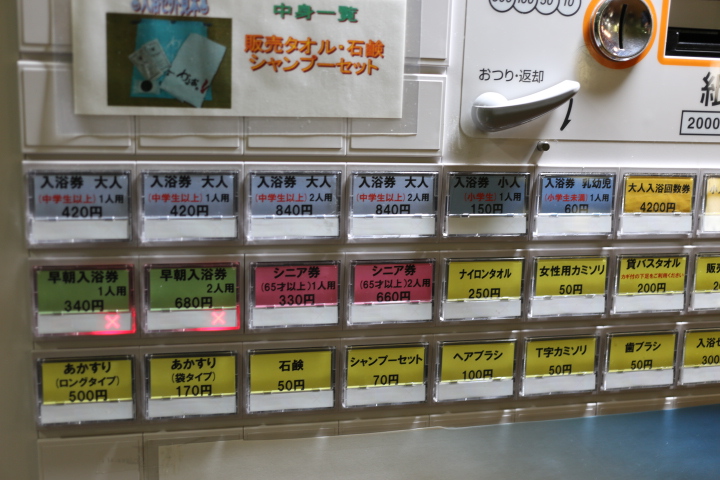 中身一覧
販売タオル・石鹸
シャンプーセット
おつり・返却
2000
入浴券 大人
(中学生以上) 1人用
420円
入浴券 大人
(中学生以上) 1人用
420円
入浴券 大人
(中学生以上) 2人用
840円
入浴券 大人
(中学生以上) 2人用
840円
入浴券 小人
(小学生) 1人用
150円
入浴券 乳幼児
(小学生未満) 1人用
60円
大人入浴回数券
4200円
早朝入浴券
1人用
340円
早朝入浴券
2人用
680円
シニア券
(65才以上)1人用
330円
シニア券
(65才以上)2人用
660円
ナイロンタオル
250円
女性用カミソリ
50円
貸バスタオル
200円
販売
あかすり
(ロングタイプ)
500円
あかすり
(袋タイプ)
170円
石鹸
50円
シャンプーセット
70円
ヘアブラシ
100円
T字カミソリ
50円
歯ブラシ
50円
入浴セ
300